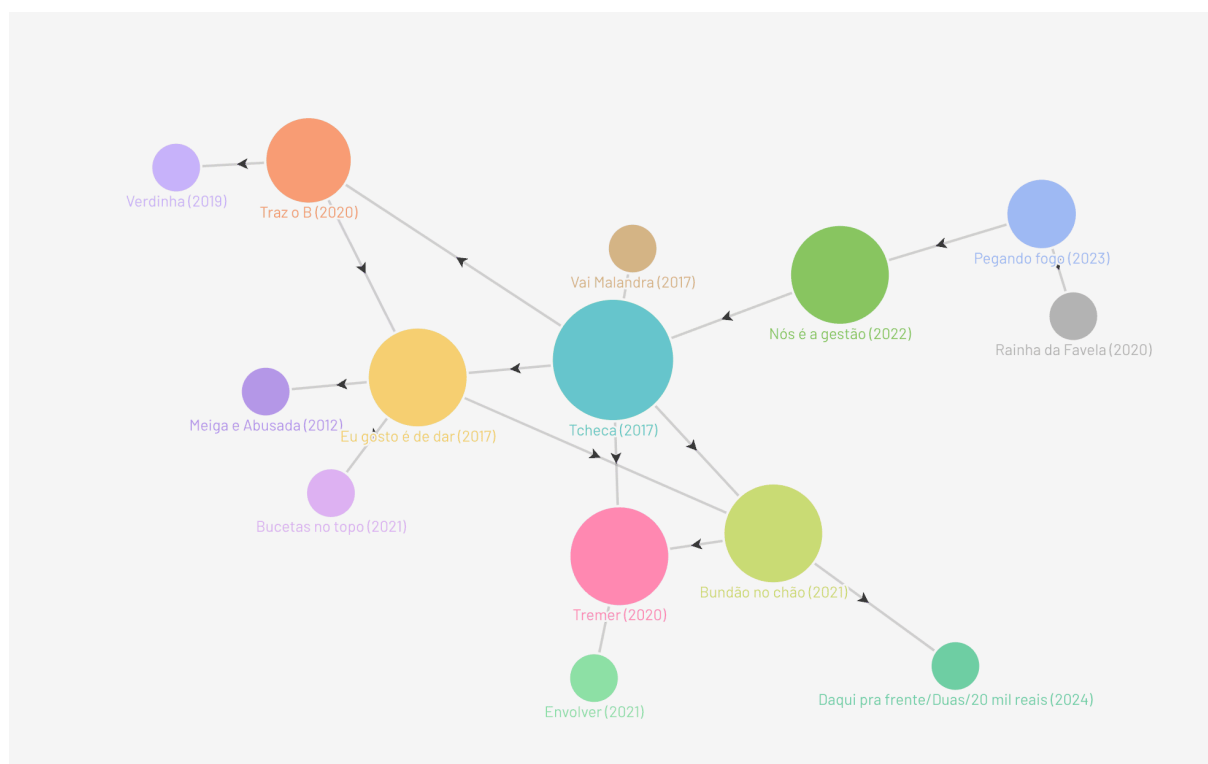 Verdinha (2019)
Traz o B (2020)
Pegando fogo (2023)
Vai Malandra (2017)
Nós é a gestão (2022)
Rainha da Favela (2020)
Meiga e Abusada (2012)
Eu gosto é de dar (2017)
Tcheca (2017)
Bucetas no topo (2021)
Bundão no chão (2021)
Tremer (2020)
Daqui pra frente/Duas/20 mil reais (2024)
Envolver (2021)